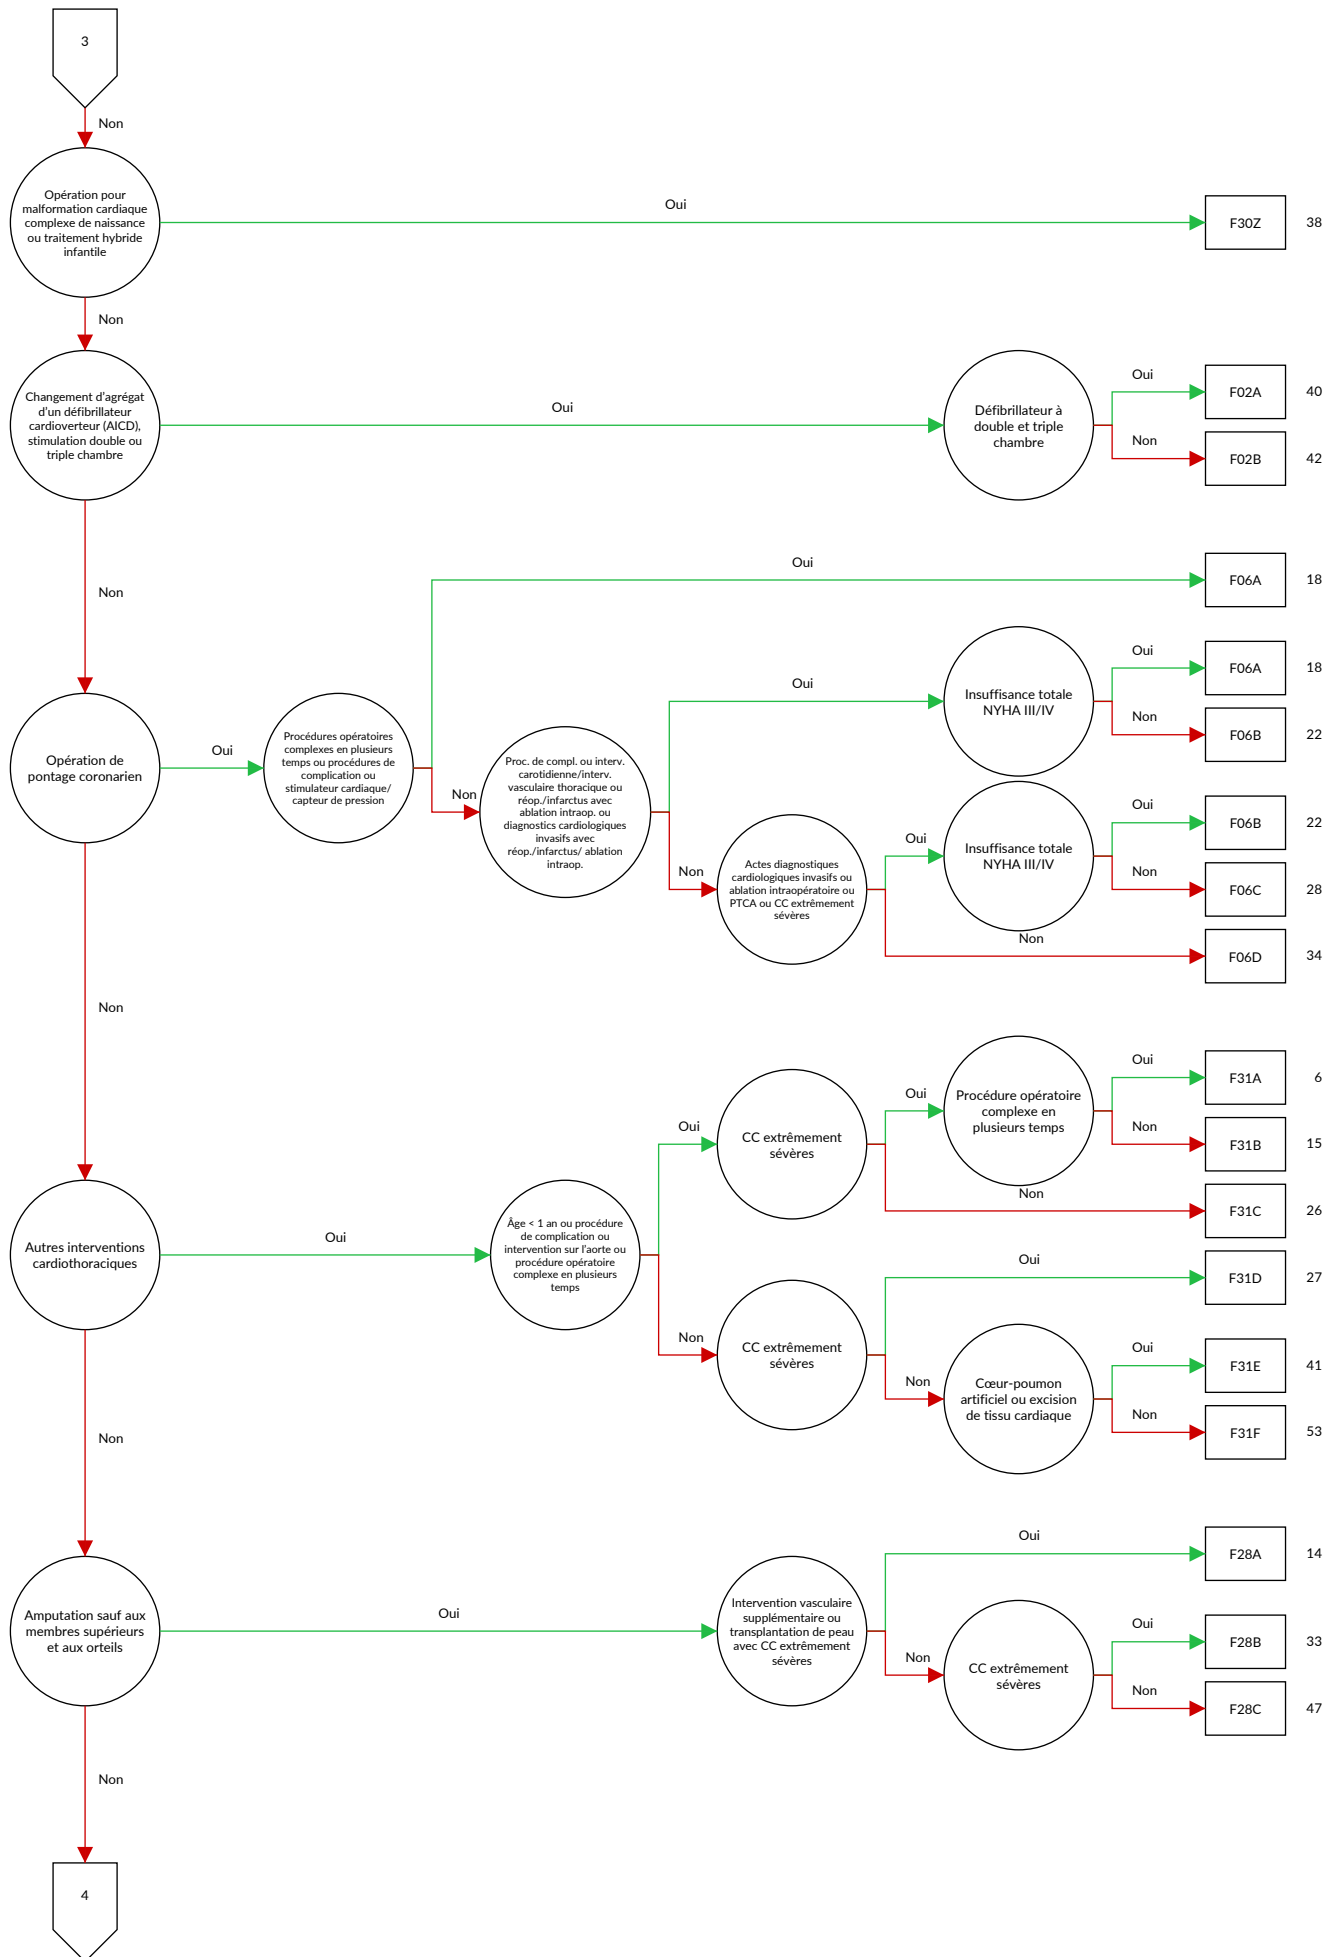 3
Non
Opération pour
malformation cardiaque
complexe de naissance
ou traitement hybride
infantile
Oui
F30Z
38
Non
Changement d'agrégat
d'un défibrillateur
cardioverteur (AICD),
stimulation double ou
triple chambre
Oui
Défibrillateur à
double et triple
chambre
Oui
F02A
40
Non
F02B
42
Non
Opération de
pontage coronarien
Oui
Procédures opératoires
complexes en plusieurs
temps ou procédures de
complication ou
stimulateur cardiaque/
capteur de pression
Oui
F06A
18
Non
Proc. de compl. ou interv.
carotidienne/interv.
vasculaire thoracique ou
réop./infarctus avec
ablation intraop. ou
diagnostics cardiologiques
invasifs avec
réop./infarctus/ ablation
intraop.
Oui
Insuffisance totale
NYHA III/IV
Oui
F06A
18
Non
F06B
22
Non
Actes diagnostiques
cardiologiques invasifs ou
ablation intraopératoire ou
PTCA ou CC extrêmement
sévères
Oui
Insuffisance totale
NYHA III/IV
Oui
F06B
22
Non
F06C
28
Non
F06D
34
Non
Autres interventions
cardiothoraciques
Oui
Âge < 1 an ou procédure
de complication ou
intervention sur l'aorte ou
procédure opératoire
complexe en plusieurs
temps
Oui
CC extrêmement
sévères
Oui
Procédure opératoire
complexe en
plusieurs temps
Oui
F31A
6
Non
F31B
15
Non
F31C
26
Non
CC extrêmement
sévères
Oui
F31D
27
Non
Cœur-poumon
artificiel ou excision
de tissu cardiaque
Oui
F31E
41
Non
F31F
53
Non
Amputation sauf aux
membres supérieurs
et aux orteils
Oui
Intervention vasculaire
supplémentaire ou
transplantation de peau
avec CC extrêmement
sévères
Oui
F28A
14
Non
CC extrêmement
sévères
Oui
F28B
33
Non
F28C
47
Non
4